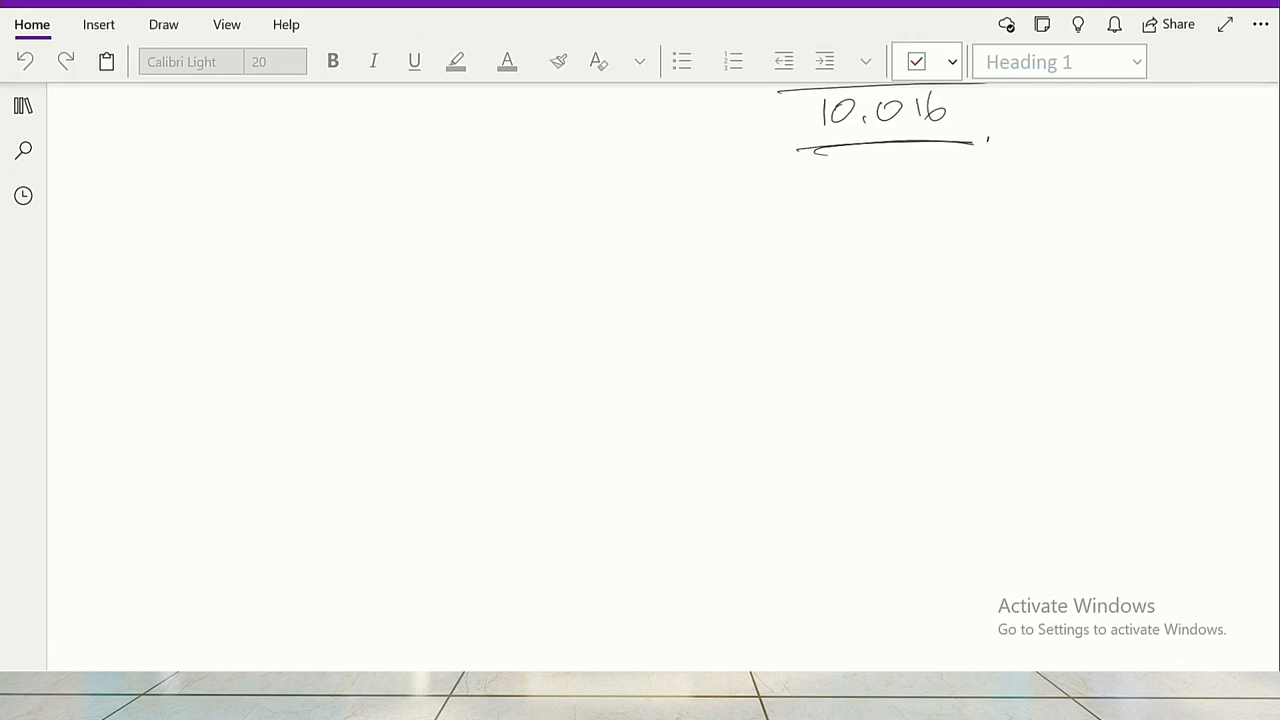 Home Insert Draw View Help Share
Calibri Light 20 B I U A A Heading 1
10.016
Activate Windows
Go to Settings to activate Windows.